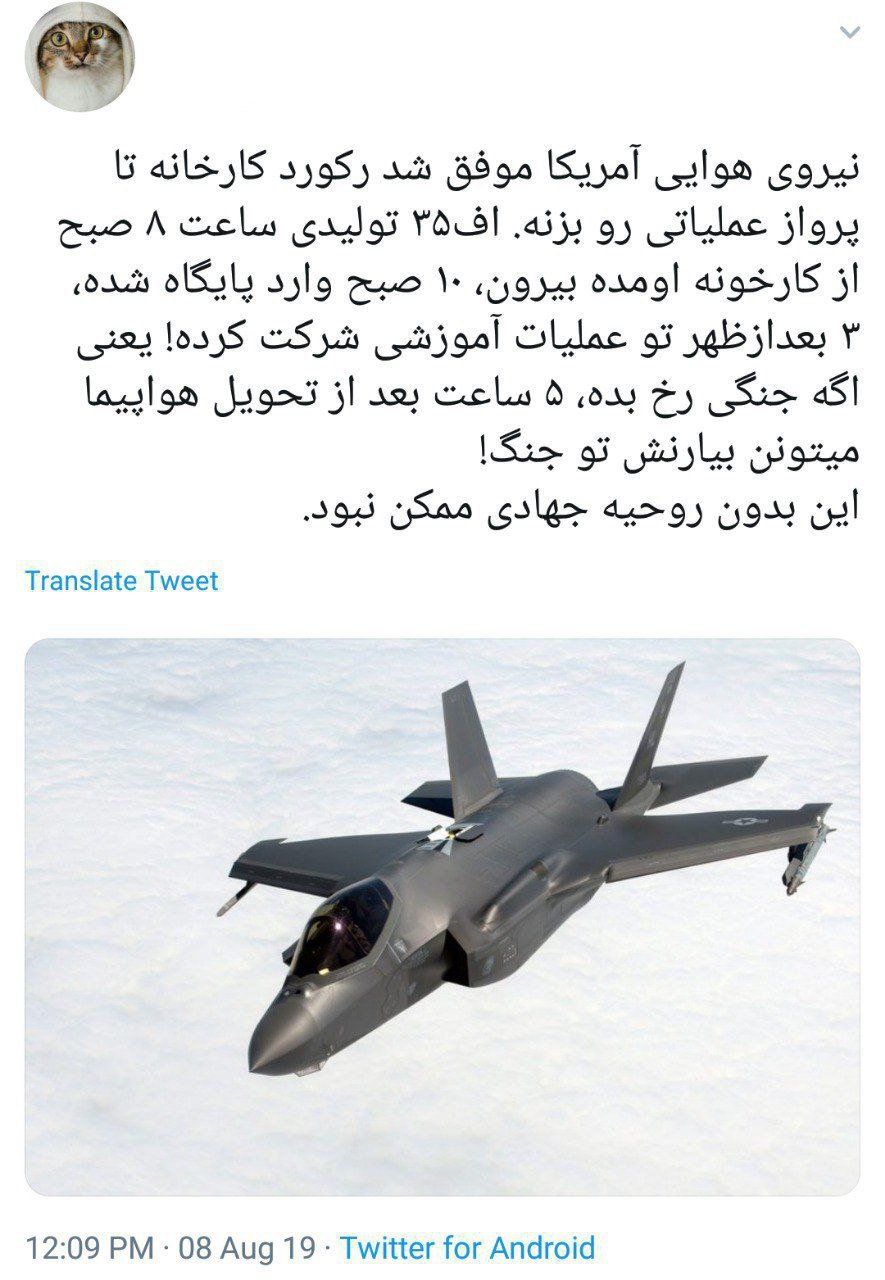 نیروی هوایی آمریکا موفق شد رکورد کارخانه تا
پرواز عملیاتی رو بزنه. اف۳۵ تولیدی ساعت ۸ صبح
از کارخونه اومده بیرون، ۱۰ صبح وارد پایگاه شده،
۳ بعدازظهر تو عملیات آموزشی شرکت کرده! یعنی
اگه جنگی رخ بده، ۵ ساعت بعد از تحویل هواپیما
میتونن بیارنش تو جنگ!
این بدون روحیه جهادی ممکن نبود.
Translate Tweet
12:09 PM · 08 Aug 19 · Twitter for Android